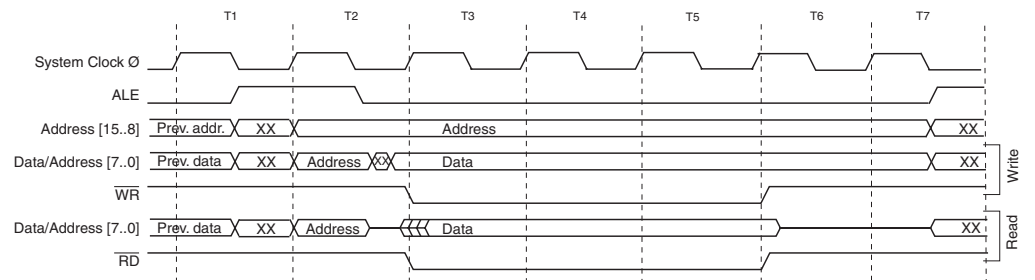 T1 T2 T3 T4 T5 T6 T7
System Clock Ø
ALE
Address [15..8] Prev. addr. XX Address XX
Data/Address [7..0] Prev. data XX Address XX Data XX
WR
Write
Data/Address [7..0] Prev. data XX Address Data XX
RD
Read